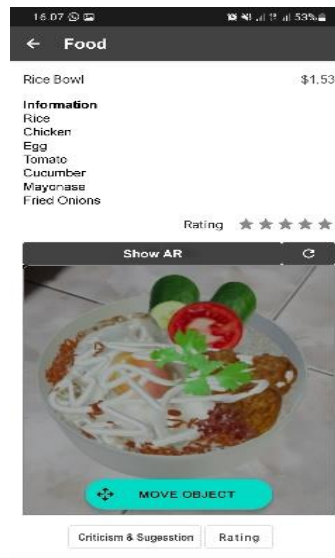 16.07 53%
← Food
Rice Bowl $1.53
Information
Rice
Chicken
Egg
Tomato
Cucumber
Mayonase
Fried Onions
Rating ★ ★ ★ ★ ★
Show AR
MOVE OBJECT
Criticism & Sugesstion Rating